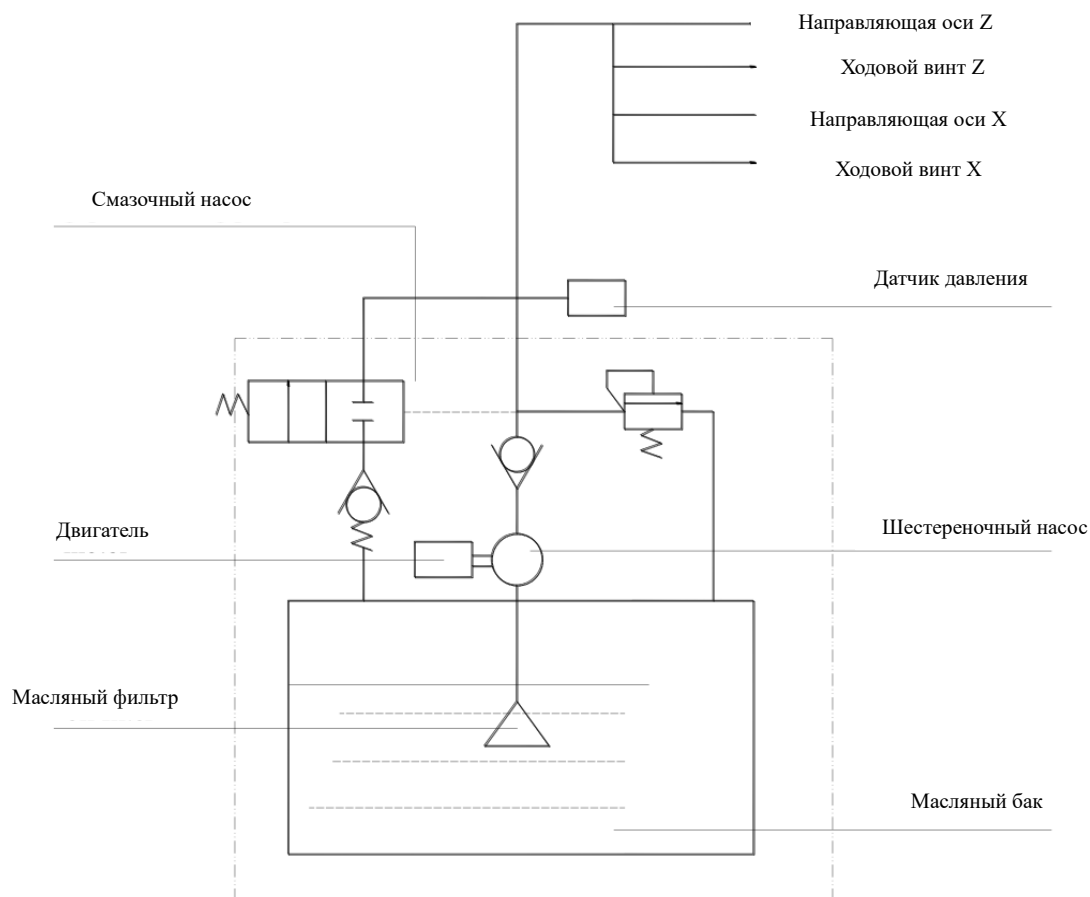 Направляющая оси Z
Ходовой винт Z
Направляющая оси X
Ходовой винт X
Смазочный насос
Датчик давления
Двигатель
Шестереночный насос
Масляный фильтр
Масляный бак